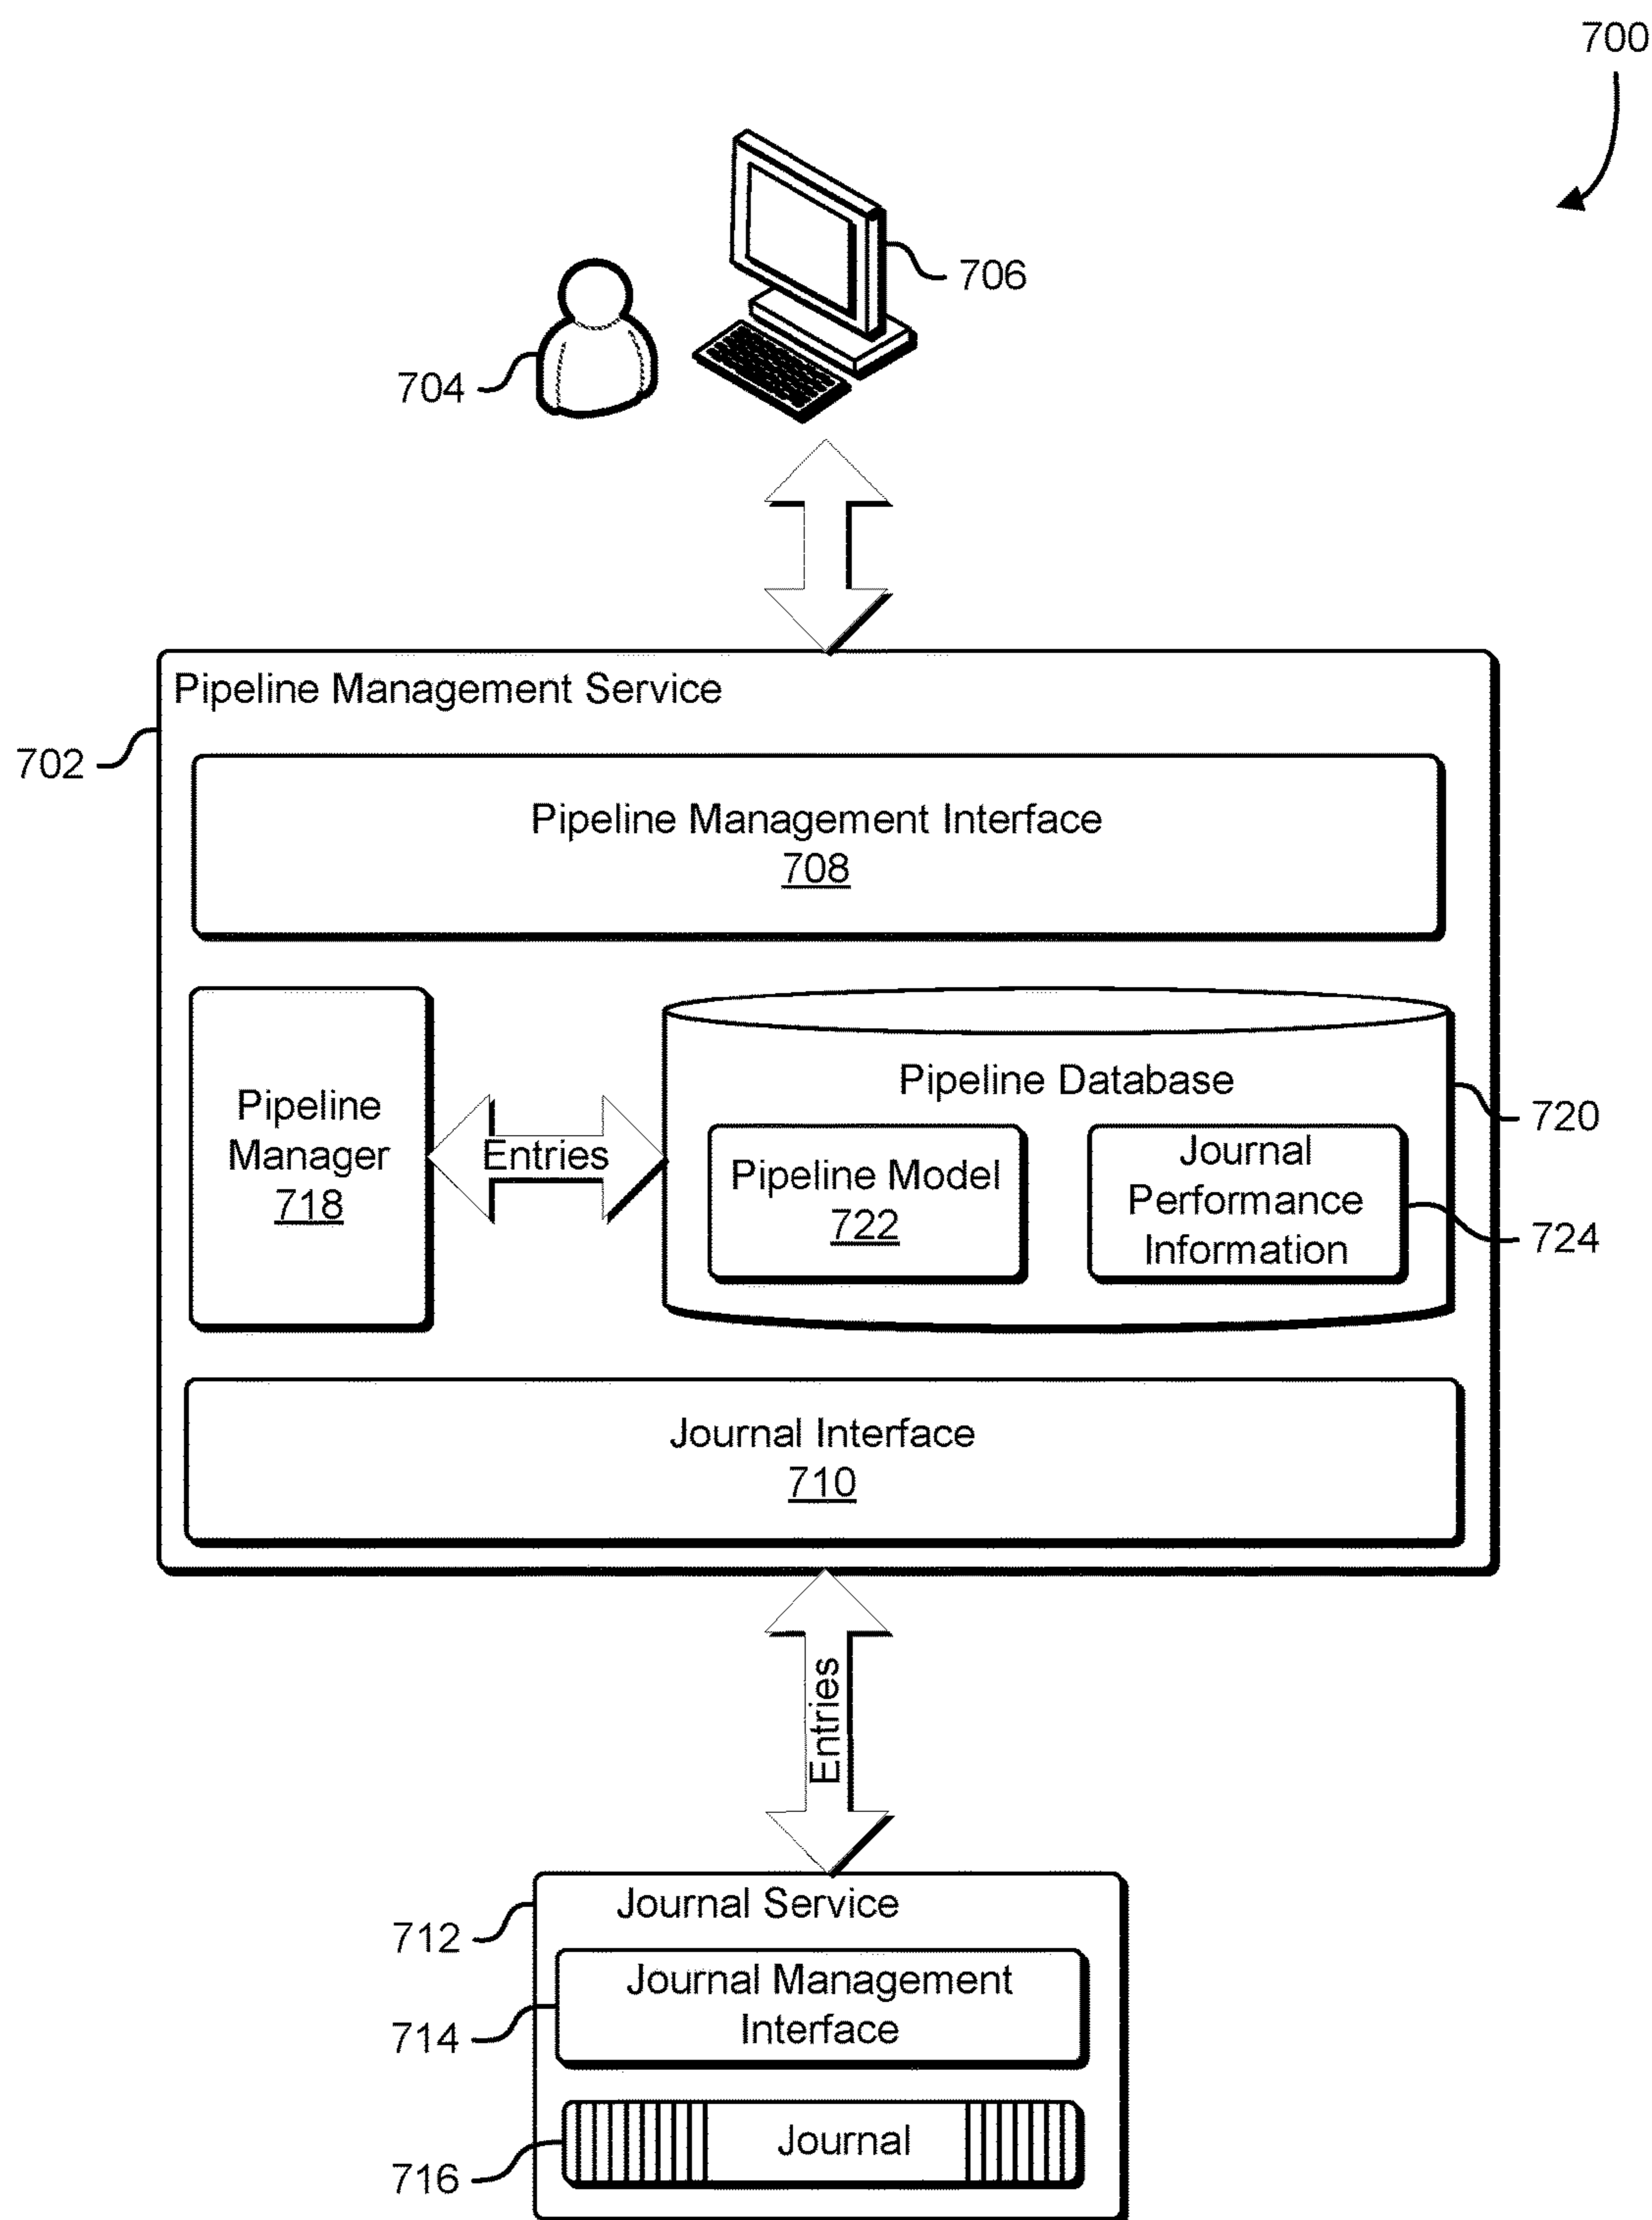 700
706
704
Pipeline Management Service
702
Pipeline Management Interface
708
Pipeline
Manager
718
Entries
Pipeline Database
720
Pipeline Model
722
Journal
Performance
Information
724
Journal Interface
710
Entries
Journal Service
712
Journal Management
Interface
714
Journal
716